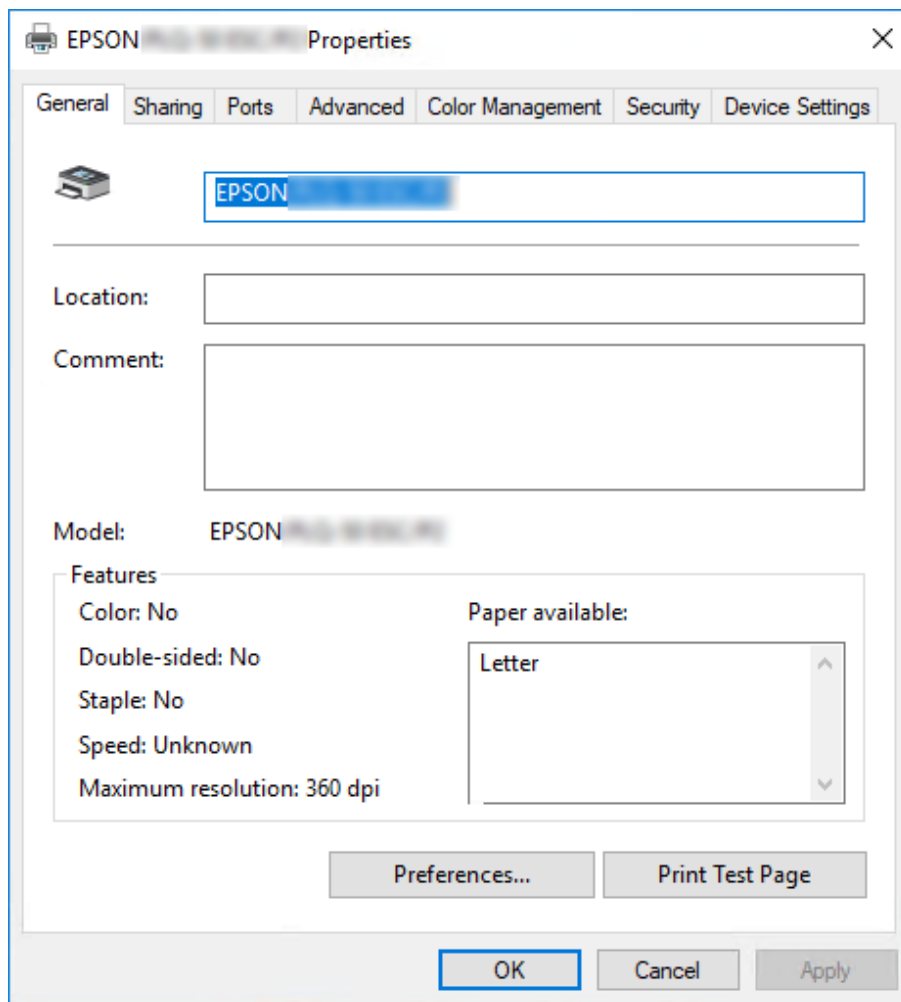 EPSON Properties
General Sharing Ports Advanced Color Management Security Device Settings
EPSON
Location:
Comment:
Model: EPSON
Features
Color: No
Paper available:
Double-sided: No
Letter
Staple: No
Speed: Unknown
Maximum resolution: 360 dpi
Preferences... Print Test Page
OK Cancel Apply